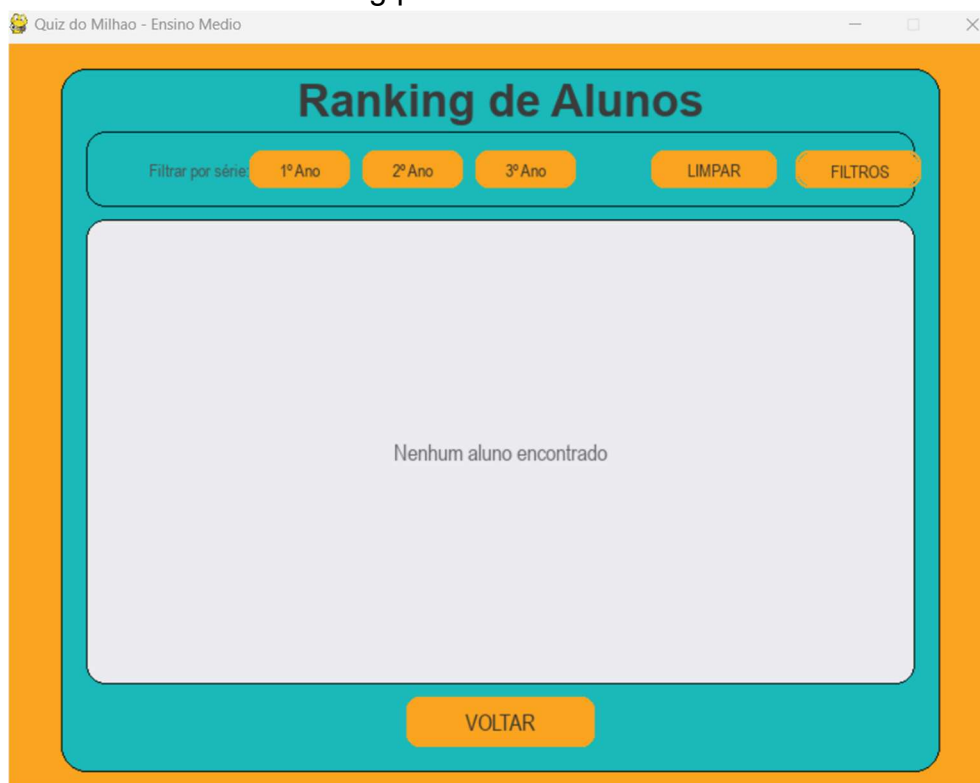 Quiz do Milhao - Ensino Medio
Ranking de Alunos
Filtrar por série: 1º Ano 2º Ano 3º Ano LIMPAR FILTROS
Nenhum aluno encontrado
VOLTAR